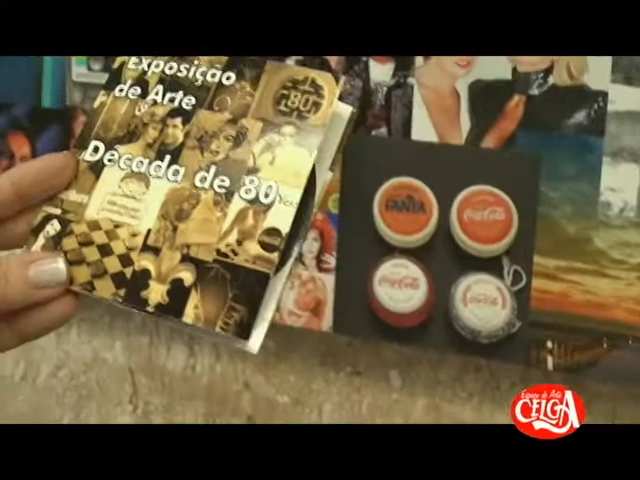 Exposição
de Arte
&
Década de 80
80
FANTA
Coca-Cola
Coca-Cola
Coca-Cola
Espaço de Arte
CELGA